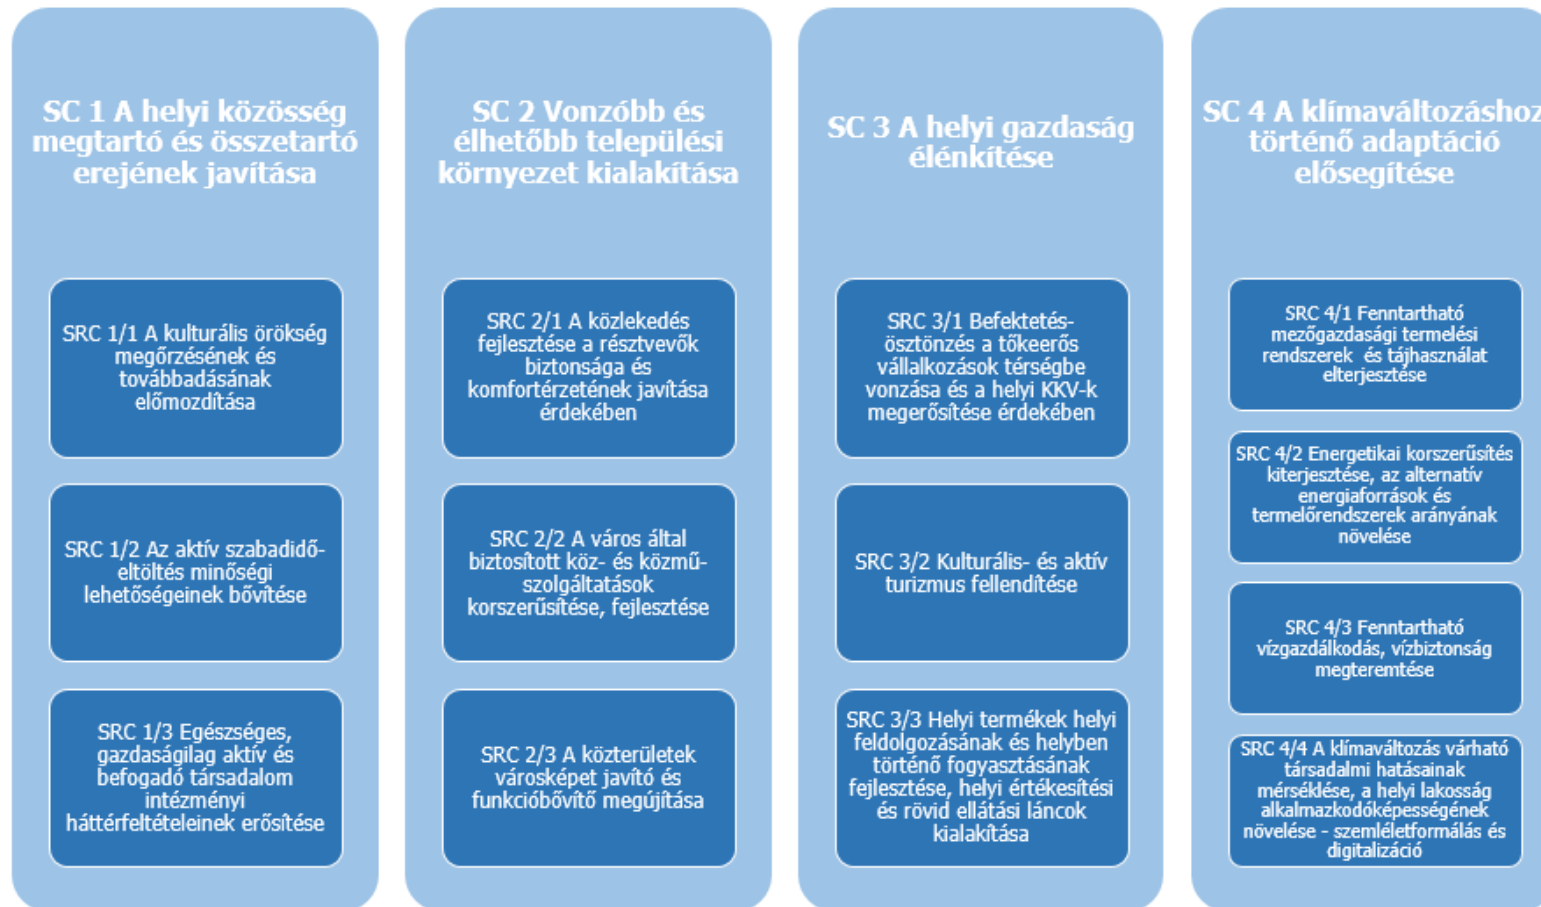 SC 1 A helyi közösség
megtartó és összetartó
erejének javítása
SRC 1/1 A kulturális örökség
megőrzésének és
továbbadásának
előmozdítása
SRC 1/2 Az aktív szabadidő-
eltöltés minőségi
lehetőségeinek bővítése
SRC 1/3 Egészséges,
gazdaságilag aktív és
befogadó társadalom
intézményi
háttérfeltételeinek erősítése
SC 2 Vonzóbb és
élhetőbb települési
környezet kialakítása
SRC 2/1 A közlekedés
fejlesztése a résztvevők
biztonsága és
komfortérzetének javítása
érdekében
SRC 2/2 A város által
biztosított köz- és közmű-
szolgáltatások
korszerűsítése, fejlesztése
SRC 2/3 A közterületek
városképet javító és
funkcióbővítő megújítása
SC 3 A helyi gazdaság
élénkítése
SRC 3/1 Befektetés-
ösztönzés a tőkeerős
vállalkozások térségbe
vonzása és a helyi KKV-k
megerősítése érdekében
SRC 3/2 Kulturális- és aktív
turizmus fellendítése
SRC 3/3 Helyi termékek helyi
feldolgozásának és helyben
történő fogyasztásának
fejlesztése, helyi értékesítési
és rövid ellátási láncok
kialakítása
SC 4 A klímaváltozáshoz
történő adaptáció
elősegítése
SRC 4/1 Fenntartható
mezőgazdasági termelési
rendszerek és tájhasználat
elterjesztése
SRC 4/2 Energetikai korszerűsítés
kiterjesztése, az alternatív
energiaforrások és
termelőrendszerek arányának
növelése
SRC 4/3 Fenntartható
vízgazdálkodás, vízbiztonság
megteremtése
SRC 4/4 A klímaváltozás várható
társadalmi hatásainak
mérséklése, a helyi lakosság
alkalmazkodóképességének
növelése - szemléletformálás és
digitalizáció